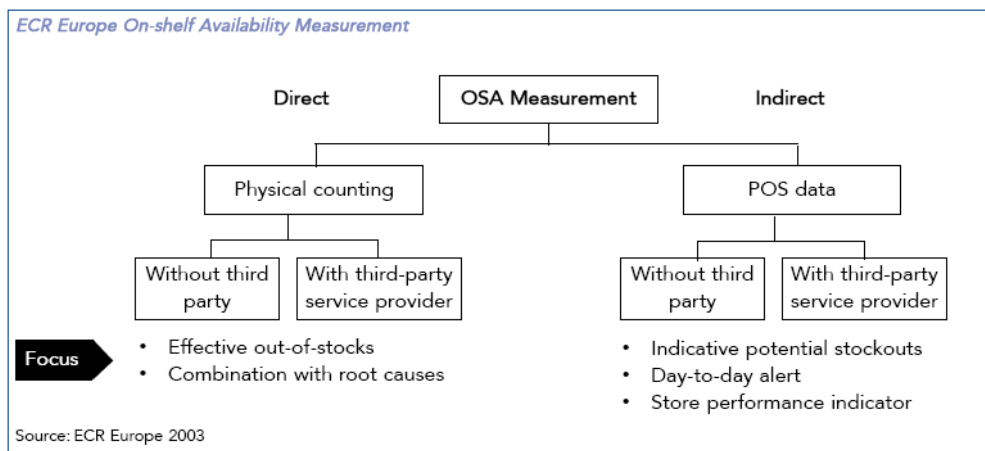 ECR Europe On-shelf Availability Measurement
Direct
OSA Measurement
Indirect
Physical counting
POS data
Without third
party
With third-party
service provider
Without third
party
With third-party
service provider
Focus
• Effective out-of-stocks
• Combination with root causes
• Indicative potential stockouts
• Day-to-day alert
• Store performance indicator
Source: ECR Europe 2003